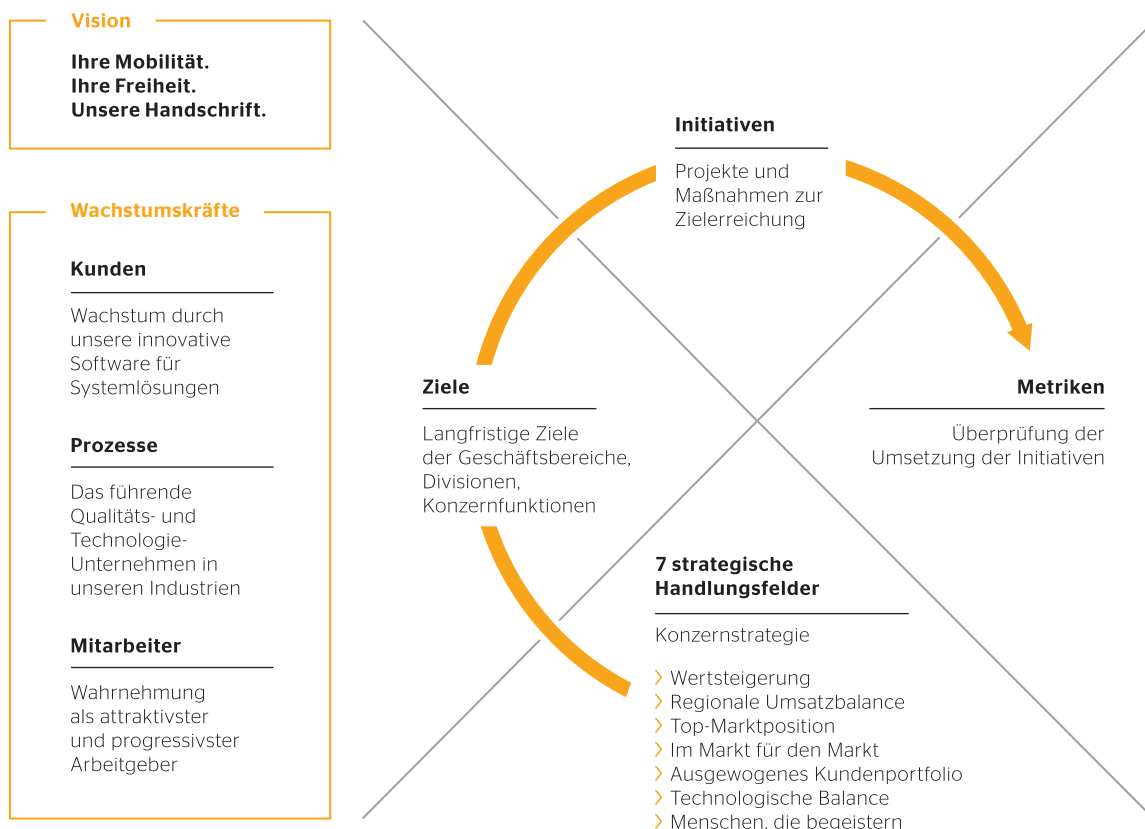 Vision
Ihre Mobilität.
Ihre Freiheit.
Unsere Handschrift.
Wachstumskräfte
Kunden
Wachstum durch
unsere innovative
Software für
Systemlösungen
Prozesse
Das führende
Qualitäts- und
Technologie-
Unternehmen in
unseren Industrien
Mitarbeiter
Wahrnehmung
als attraktivster
und progressivster
Arbeitgeber
Initiativen
Projekte und
Maßnahmen zur
Zielerreichung
Ziele
Langfristige Ziele
der Geschäftsbereiche,
Divisionen,
Konzernfunktionen
Metriken
Überprüfung der
Umsetzung der Initiativen
7 strategische
Handlungsfelder
Konzernstrategie
Wertsteigerung
Regionale Umsatzbalance
Top-Marktposition
Im Markt für den Markt
Ausgewogenes Kundenportfolio
Technologische Balance
Menschen, die begeistern